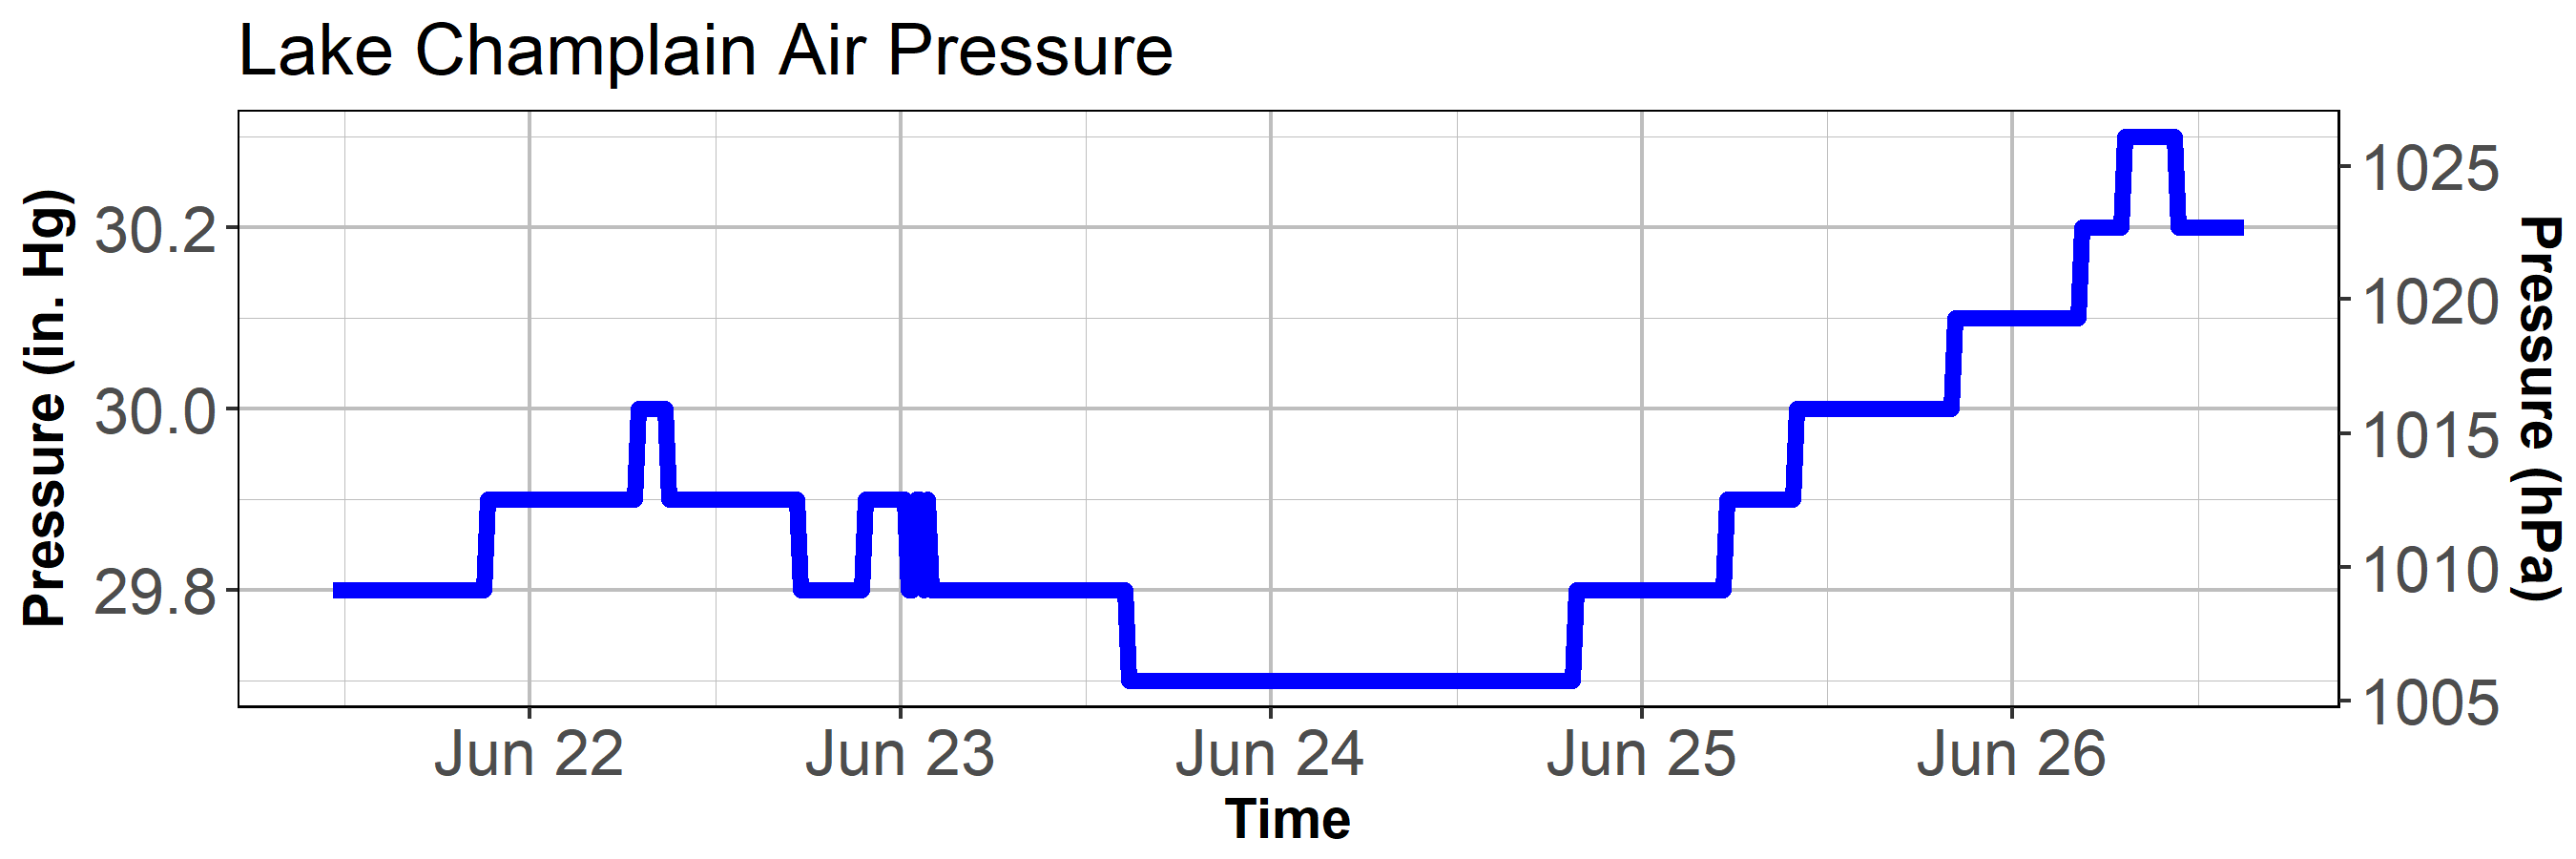 Lake Champlain Air Pressure
Pressure (in. Hg)
30.2
30.0
29.8
1025
1020
1015
1010
1005
Pressure (hPa)
Jun 22 Jun 23 Jun 24 Jun 25 Jun 26
Time